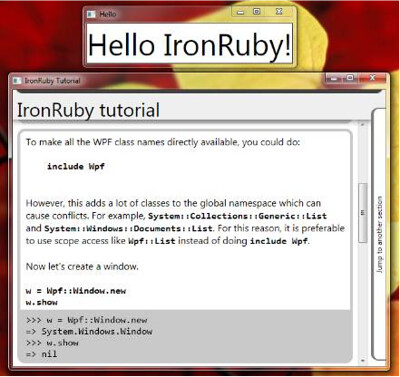 Hello
Hello IronRuby!
IronRuby Tutorial
IronRuby tutorial
To make all the WPF class names directly available, you could do:
include Wpf
However, this adds a lot of classes to the global namespace which can
cause conflicts. For example, System::Collections::Generic::List
and System::Windows::Documents::List. For this reason, it is preferable
to use scope access like Wpf::List instead of doing include Wpf.
Now let's create a window.
w = Wpf::Window.new
w.show
>>> w = Wpf::Window.new
=> System.Windows.Window
>>> w.show
=> nil
Jump to another section